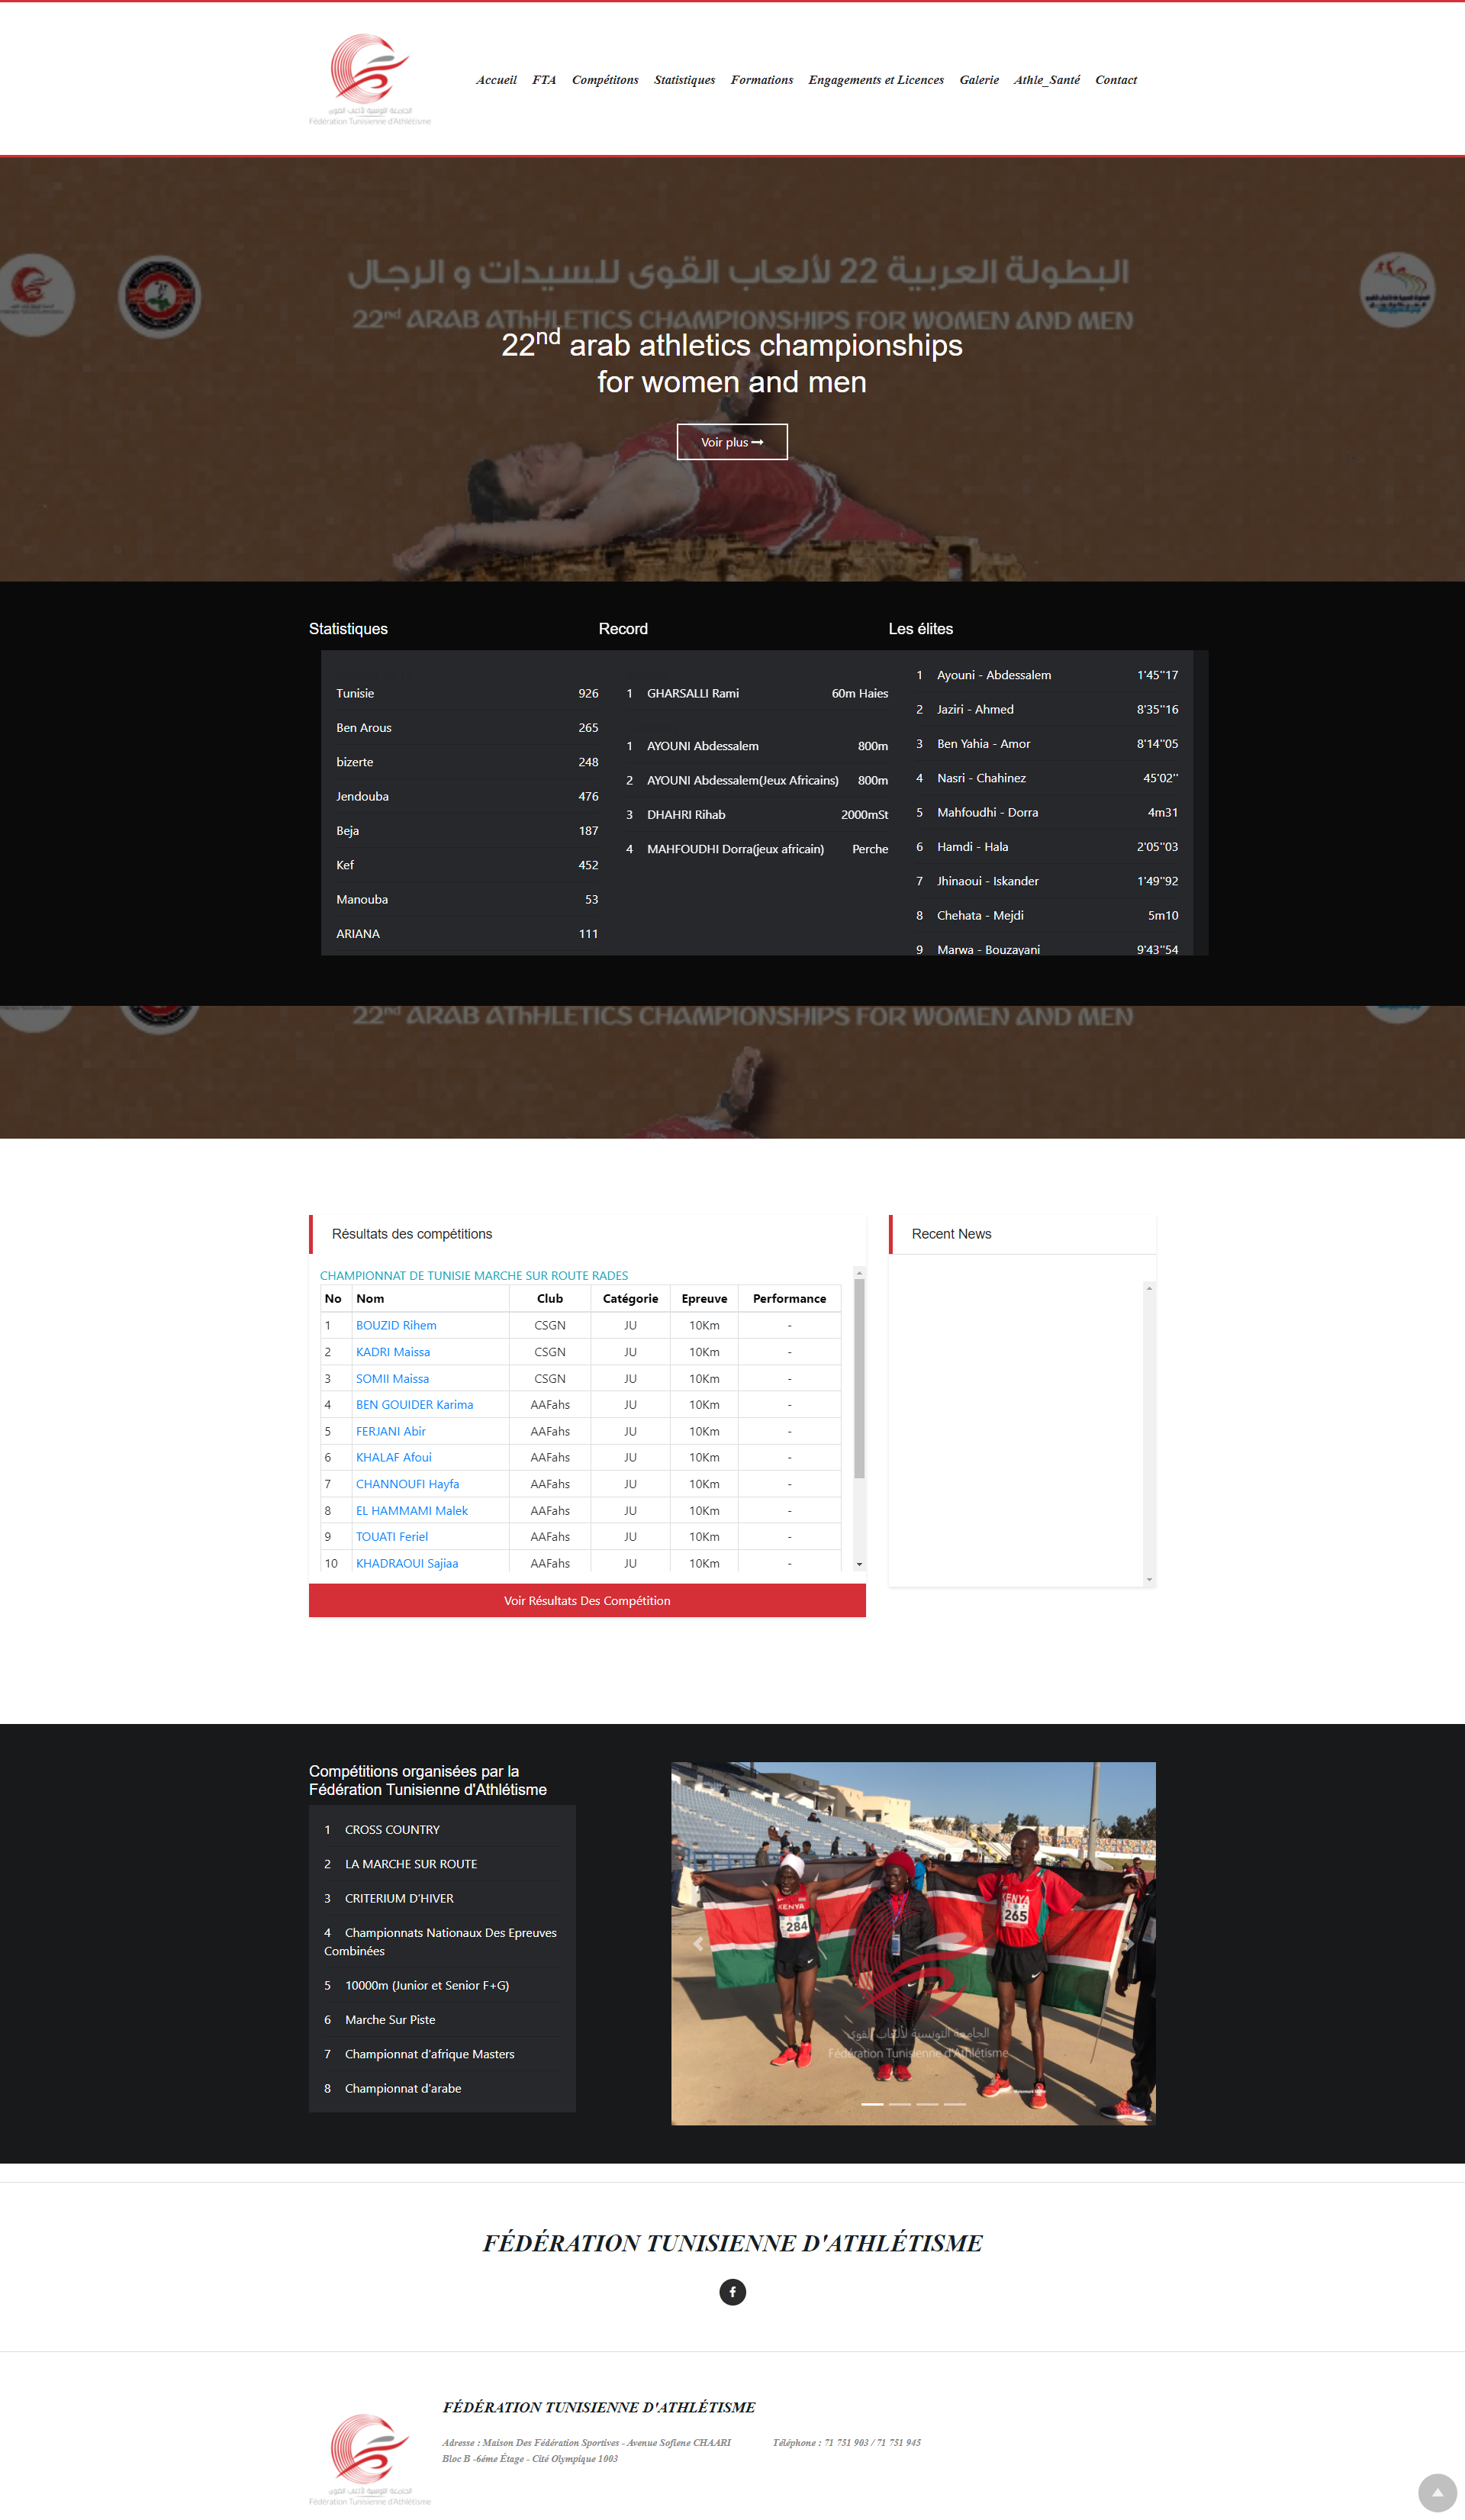 الجامعة التونسية لألعاب القوى
Fédération Tunisienne d'Athlétisme
Accueil FTA Compétitons Statistiques Formations Engagements et Licences Galerie Athle_Santé Contact
البطولة العربية 22 لألعاب القوى للسيدات و الرجال
22nd ARAB AThHLETICS CHAMPIONSHIPS FOR WOMEN AND MEN
22nd arab athletics championships
for women and men
Voir plus
Statistiques
Tunisie 926
Ben Arous 265
bizerte 248
Jendouba 476
Beja 187
Kef 452
Manouba 53
ARIANA 111
Record
1 GHARSALLI Rami 60m Haies
1 AYOUNI Abdessalem 800m
2 AYOUNI Abdessalem(Jeux Africains) 800m
3 DHAHRI Rihab 2000mSt
4 MAHFOUDHI Dorra(jeux africain) Perche
Les élites
1 Ayouni - Abdessalem 1'45''17
2 Jaziri - Ahmed 8'35''16
3 Ben Yahia - Amor 8'14''05
4 Nasri - Chahinez 45'02''
5 Mahfoudhi - Dorra 4m31
6 Hamdi - Hala 2'05''03
7 Jhinaoui - Iskander 1'49''92
8 Chehata - Mejdi 5m10
9 Marwa - Bouzayani 9'43''54
22nd ARAB AThHLETICS CHAMPIONSHIPS FOR WOMEN AND MEN
Résultats des compétitions
CHAMPIONNAT DE TUNISIE MARCHE SUR ROUTE RADES
No Nom Club Catégorie Epreuve Performance
1 BOUZID Rihem CSGN JU 10Km -
2 KADRI Maissa CSGN JU 10Km -
3 SOMII Maissa CSGN JU 10Km -
4 BEN GOUIDER Karima AAFahs JU 10Km -
5 FERJANI Abir AAFahs JU 10Km -
6 KHALAF Afoui AAFahs JU 10Km -
7 CHANNOUFI Hayfa AAFahs JU 10Km -
8 EL HAMMAMI Malek AAFahs JU 10Km -
9 TOUATI Feriel AAFahs JU 10Km -
10 KHADRAOUI Sajiaa AAFahs JU 10Km -
Voir Résultats Des Compétition
Recent News
Compétitions organisées par la
Fédération Tunisienne d'Athlétisme
1 CROSS COUNTRY
2 LA MARCHE SUR ROUTE
3 CRITERIUM D'HIVER
4 Championnats Nationaux Des Epreuves
Combinées
5 10000m (Junior et Senior F+G)
6 Marche Sur Piste
7 Championnat d'afrique Masters
8 Championnat d'arabe
KENYA
284
KENYA
265
الجامعة التونسية لألعاب القوى
Fédération Tunisienne d'Athlétisme
FÉDÉRATION TUNISIENNE D'ATHLÉTISME
الجامعة التونسية لألعاب القوى
Fédération Tunisienne d'Athlétisme
FÉDÉRATION TUNISIENNE D'ATHLÉTISME
Adresse : Maison Des Fédération Sportives - Avenue Sofiene CHAARI
Bloc B -6éme Étage - Cité Olympique 1003
Téléphone : 71 751 903 / 71 751 945